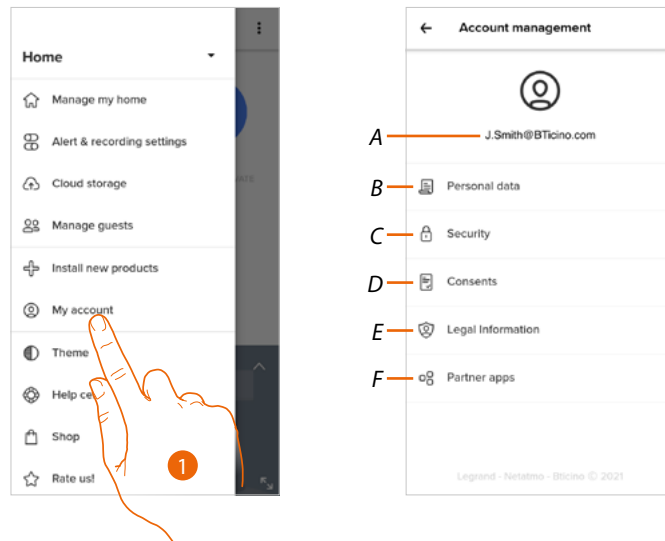 Home
Manage my home
Alert & recording settings
Cloud storage
Manage guests
Install new products
My account
Theme
Help ce
Shop
Rate us!
1
Account management
A
J.Smith@BTicino.com
B Personal data
C Security
D Consents
E Legal Information
F Partner apps
Legrand - Netatmo - Bticino © 2021